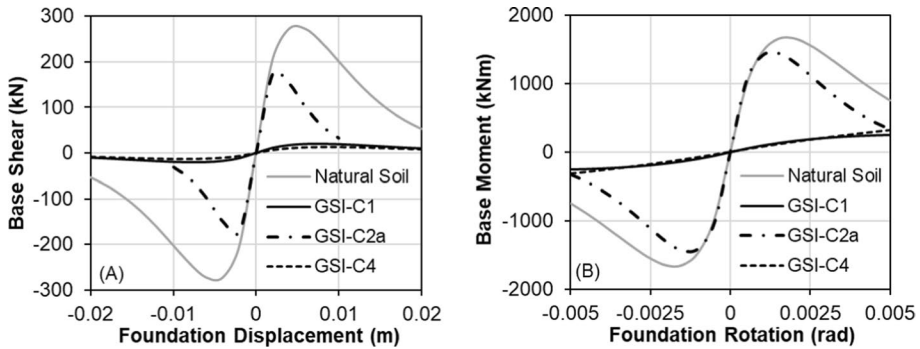 300
200
100
0
-100
-200
-300
Base Shear (kN)
Natural Soil
GSI-C1
GSI-C2a
GSI-C4
(A)
-0.02 -0.01 0 0.01 0.02
Foundation Displacement (m)
2000
1000
0
-1000
-2000
Base Moment (kNm)
Natural Soil
GSI-C1
GSI-C2a
GSI-C4
(B)
-0.005 -0.0025 0 0.0025 0.005
Foundation Rotation (rad)